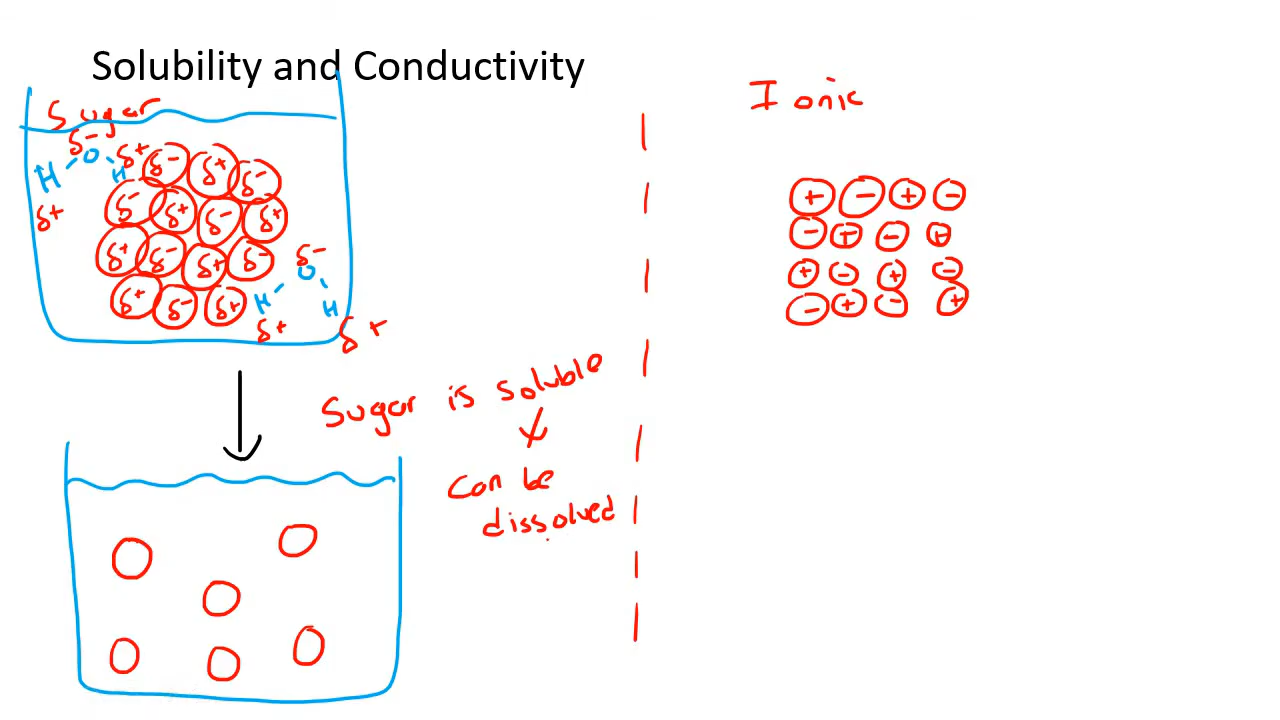 Solubility and Conductivity
Sugar
δ-
H O H δ+ δ- δ+ δ-
δ+ δ- δ+ δ- δ+
δ+ δ- δ+ δ- δ-
O
δ+ δ- δ+ H H
δ+ δ+
Sugar is soluble
Can be
dissolved
Ionic
+ - + -
- + - +
+ - + -
- + - +